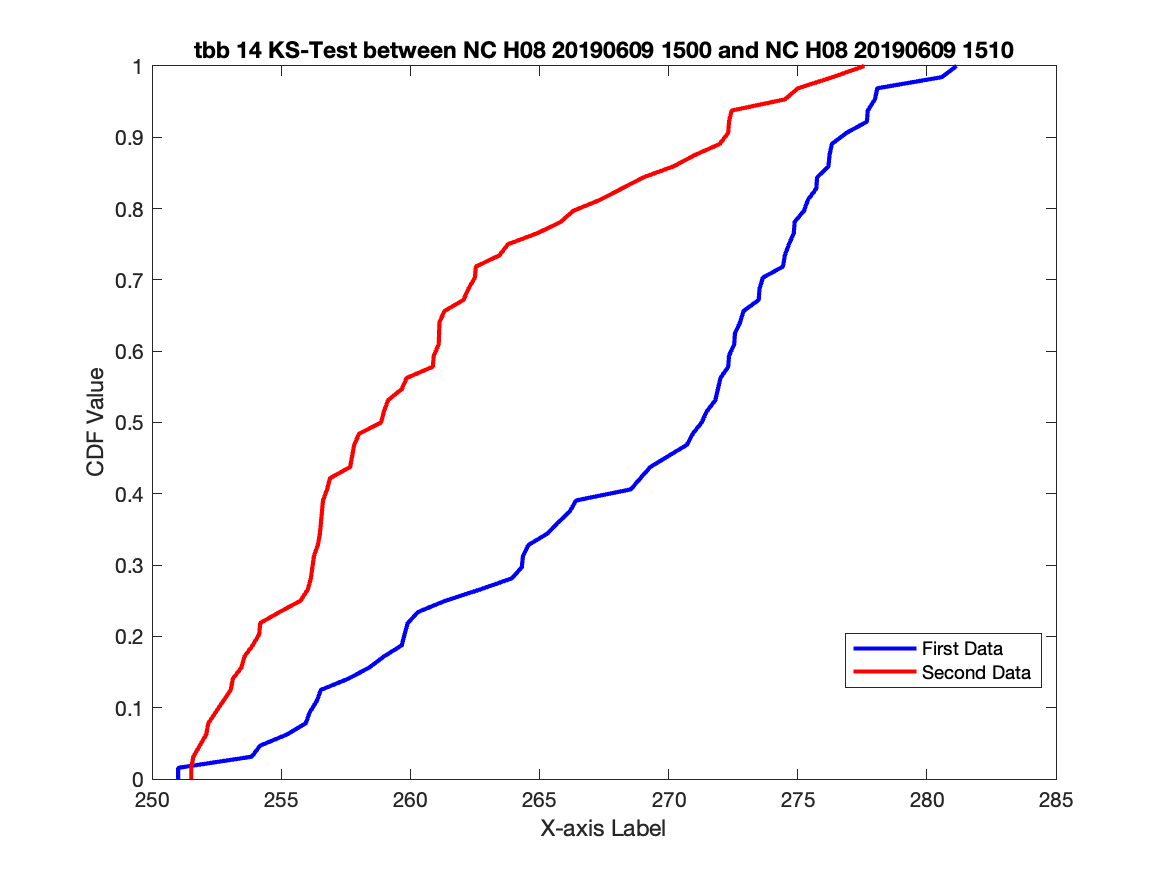 tbb 14 KS-Test between NC H08 20190609 1500 and NC H08 20190609 1510
1
0.9
0.8
0.7
0.6
0.5
0.4
0.3
0.2
0.1
0
CDF Value
First Data
Second Data
250 255 260 265 270 275 280 285
X-axis Label